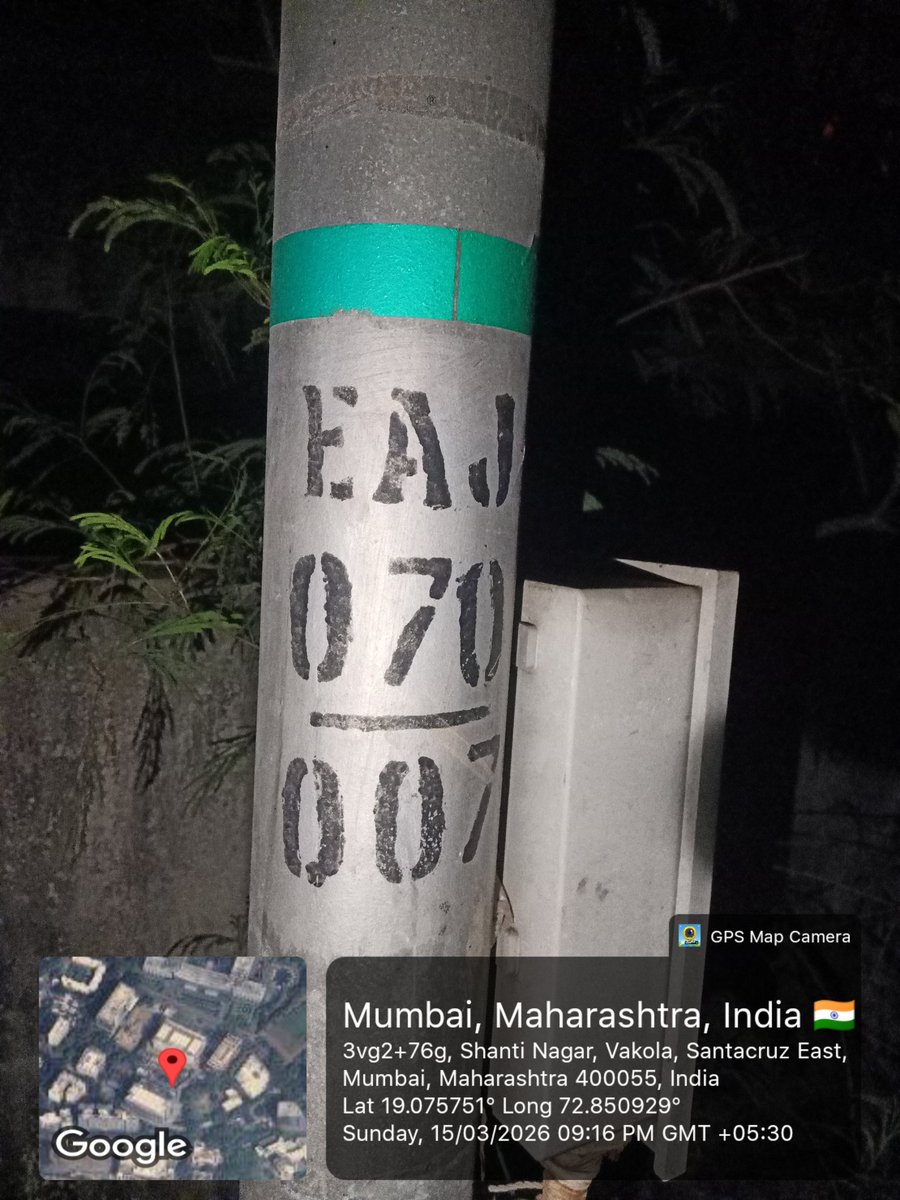 EAJ
070
007
GPS Map Camera
Mumbai, Maharashtra, India
3vg2+76g, Shanti Nagar, Vakola, Santacruz East,
Mumbai, Maharashtra 400055, India
Lat 19.075751° Long 72.850929°
Sunday, 15/03/2026 09:16 PM GMT +05:30
Google